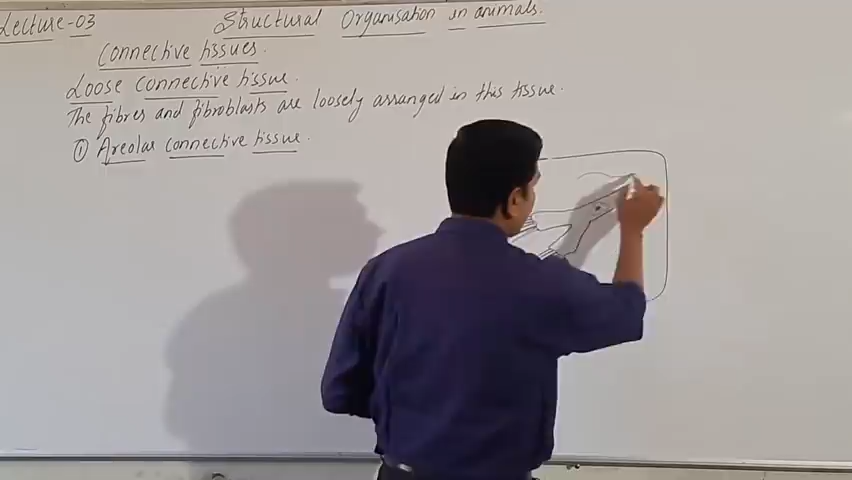 Lecture-03
Structural Organisation in animals.
Connective tissues.
Loose connective tissue.
The fibres and fibroblasts are loosely arranged in this tissue.
① Areolar connective tissue.